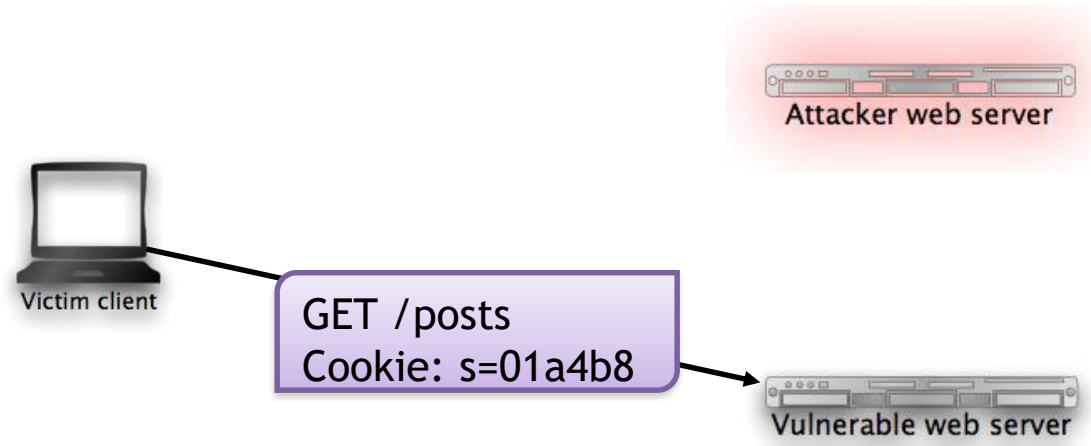 Attacker web server
Victim client
GET /posts
Cookie: s=01a4b8
Vulnerable web server